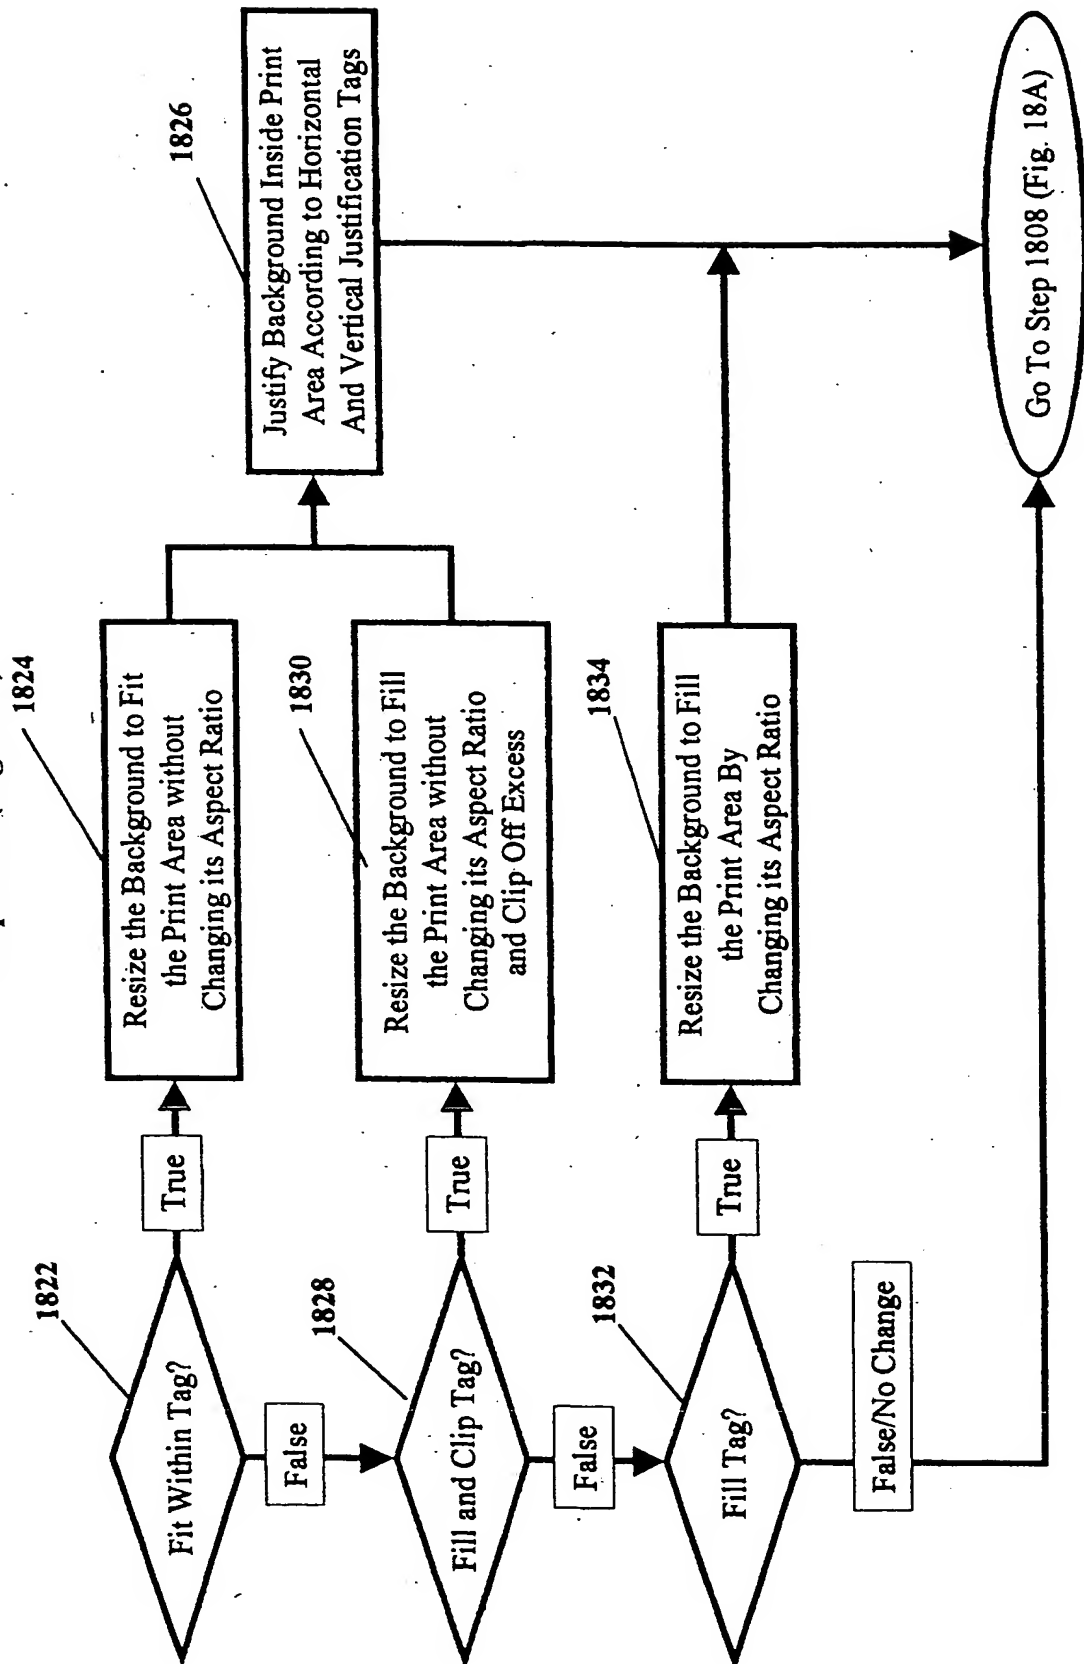 1822
Fit Within Tag?
True
1824
Resize the Background to Fit
the Print Area without
Changing its Aspect Ratio
1826
Justify Background Inside Print
Area According to Horizontal
And Vertical Justification Tags
False
1828
Fill and Clip Tag?
True
1830
Resize the Background to Fill
the Print Area without
Changing its Aspect Ratio
and Clip Off Excess
False
1832
Fill Tag?
True
1834
Resize the Background to Fill
the Print Area By
Changing its Aspect Ratio
False/No Change
Go To Step 1808 (Fig. 18A)